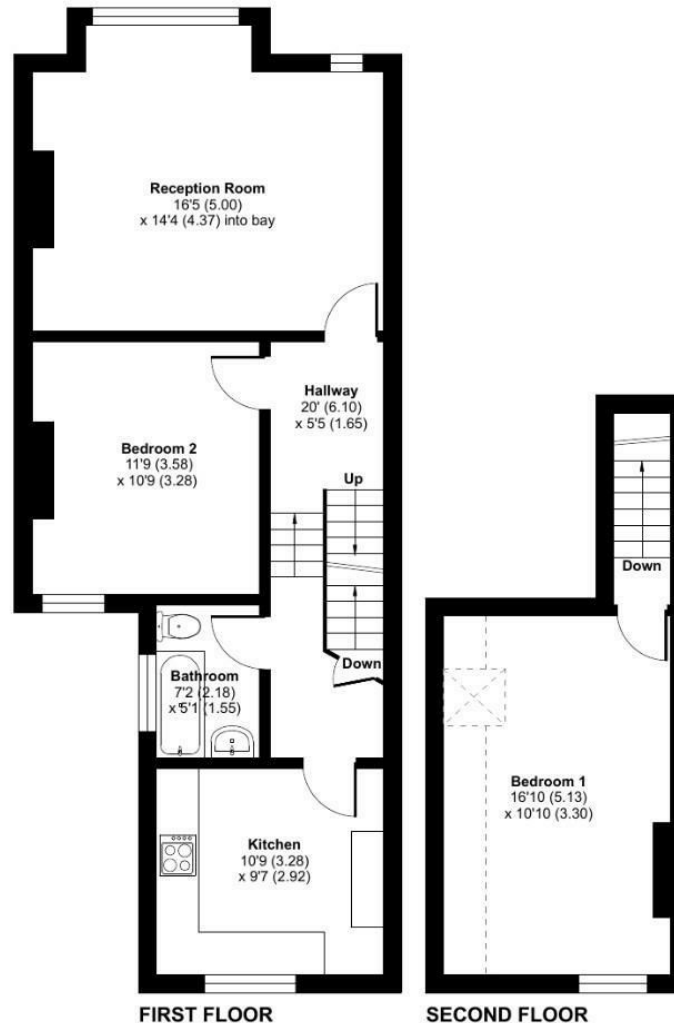 Reception Room
16'5 (5.00)
x 14'4 (4.37) into bay
Hallway
20' (6.10)
x 5'5 (1.65)
Bedroom 2
11'9 (3.58)
x 10'9 (3.28)
Up
Down
Bathroom
7'2 (2.18)
x 5'1 (1.55)
Kitchen
10'9 (3.28)
x 9'7 (2.92)
FIRST FLOOR
Down
Bedroom 1
16'10 (5.13)
x 10'10 (3.30)
SECOND FLOOR